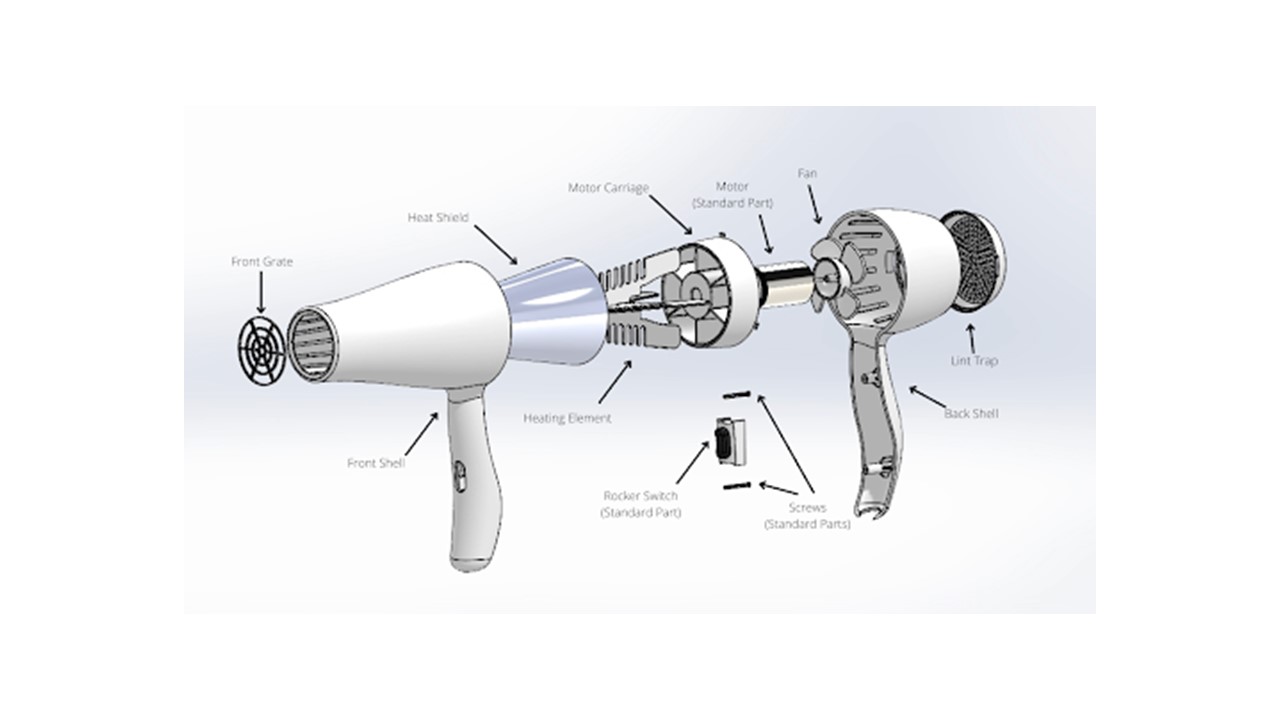 Fan
Motor Carriage
Motor
(Standard Part)
Heat Shield
Front Grate
Lint Trap
Back Shell
Heating Element
Front Shell
Rocker Switch
(Standard Part)
Screws
(Standard Parts)